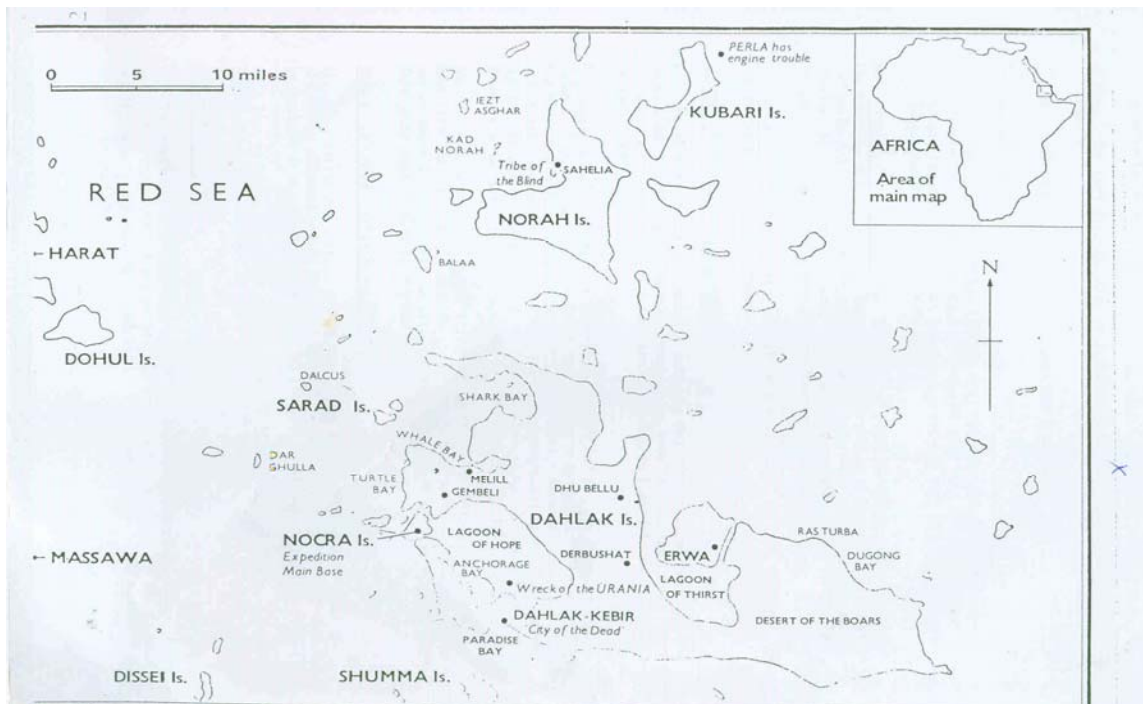 0 5 10 miles
PERLA has
engine trouble
KUBARI Is.
AFRICA
Area of
main map
IEZT
ASGHAR
KAD
NORAH ?
Tribe of
the Blind
SAHELIA
NORAH Is.
RED SEA
← HARAT
BALAA
N
DOHUL Is.
DALCUS
SARAD Is.
SHARK BAY
WHALE BAY
DAR
GHULLA
TURTLE
BAY
MELILL
GEMBELI
DHU BELLU
DAHLAK Is.
NOCRA Is.
Expedition
Main Base
LAGOON
OF HOPE
ANCHORAGE
BAY
DERBUSHAT
ERWA
RAS TURBA
DUGONG
BAY
← MASSAWA
LAGOON
OF THIRST
Wreck of the URANIA
DAHLAK-KEBIR
City of the Dead
DESERT OF THE BOARS
PARADISE
BAY
DISSEI Is.
SHUMMA Is.